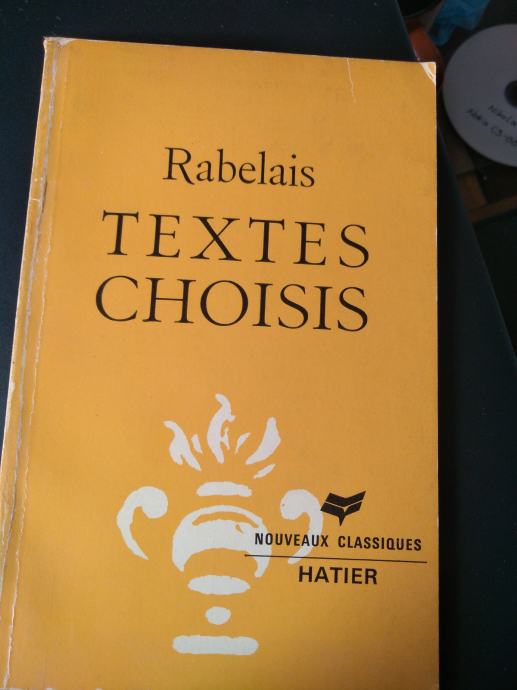 Rabelais
TEXTES
CHOISIS
NOUVEAUX CLASSIQUES
HATIER